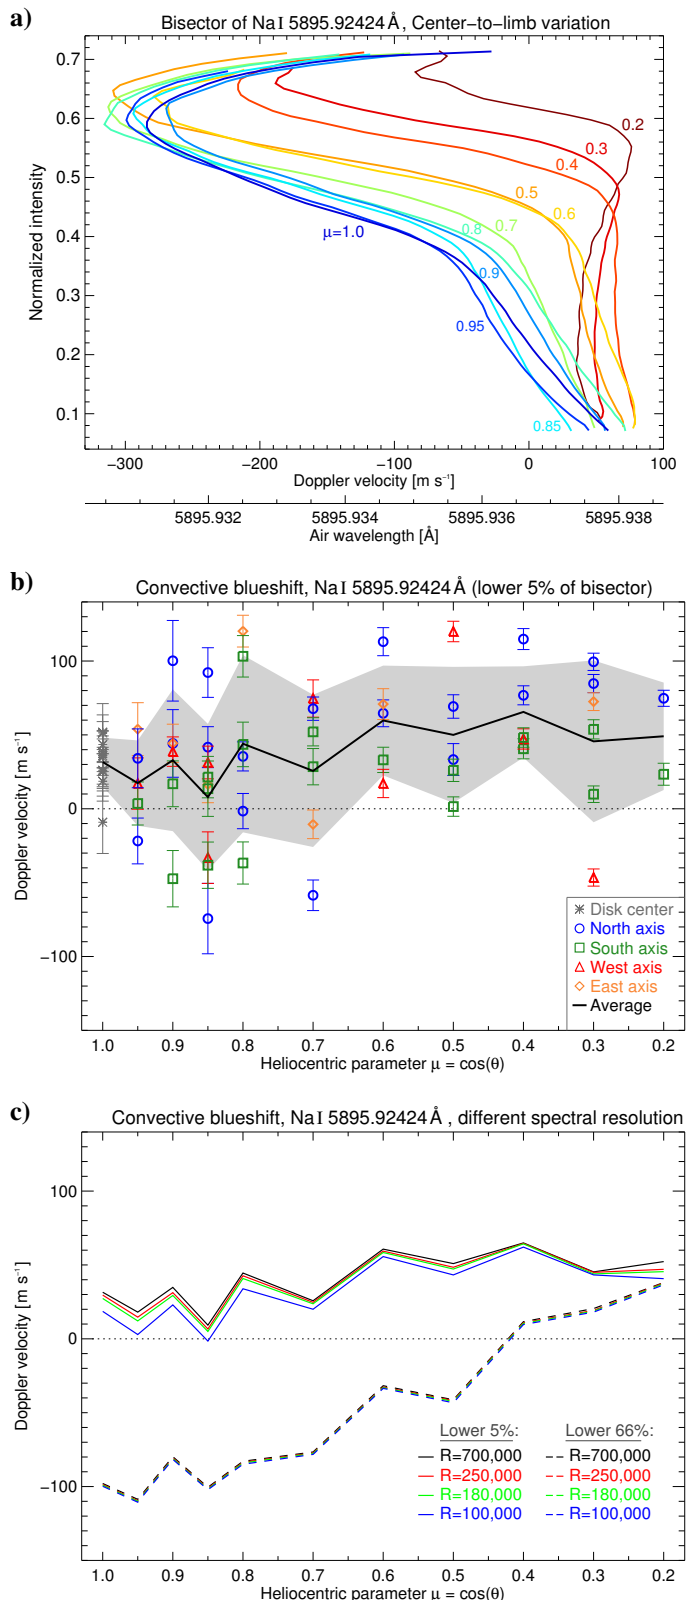 a)
Bisector of Na I 5895.92424 Å, Center−to−limb variation
Normalized intensity
0.7
0.6
0.5
0.4
0.3
0.2
0.1
0.2
0.3
0.4
0.5
0.6
0.7
0.8
μ=1.0
0.9
0.95
0.85
−300
−200
−100
0
100
Doppler velocity [m s⁻¹]
5895.932
5895.934
5895.936
5895.938
Air wavelength [Å]
b)
Convective blueshift, Na I 5895.92424 Å (lower 5% of bisector)
Doppler velocity [m s⁻¹]
100
0
−100
Disk center
North axis
South axis
West axis
East axis
Average
1.0
0.9
0.8
0.7
0.6
0.5
0.4
0.3
0.2
Heliocentric parameter μ = cos(θ)
c)
Convective blueshift, Na I 5895.92424 Å , different spectral resolution
Doppler velocity [m s⁻¹]
100
0
−100
Lower 5%:
Lower 66%:
R=700,000
R=700,000
R=250,000
R=250,000
R=180,000
R=180,000
R=100,000
R=100,000
1.0
0.9
0.8
0.7
0.6
0.5
0.4
0.3
0.2
Heliocentric parameter μ = cos(θ)